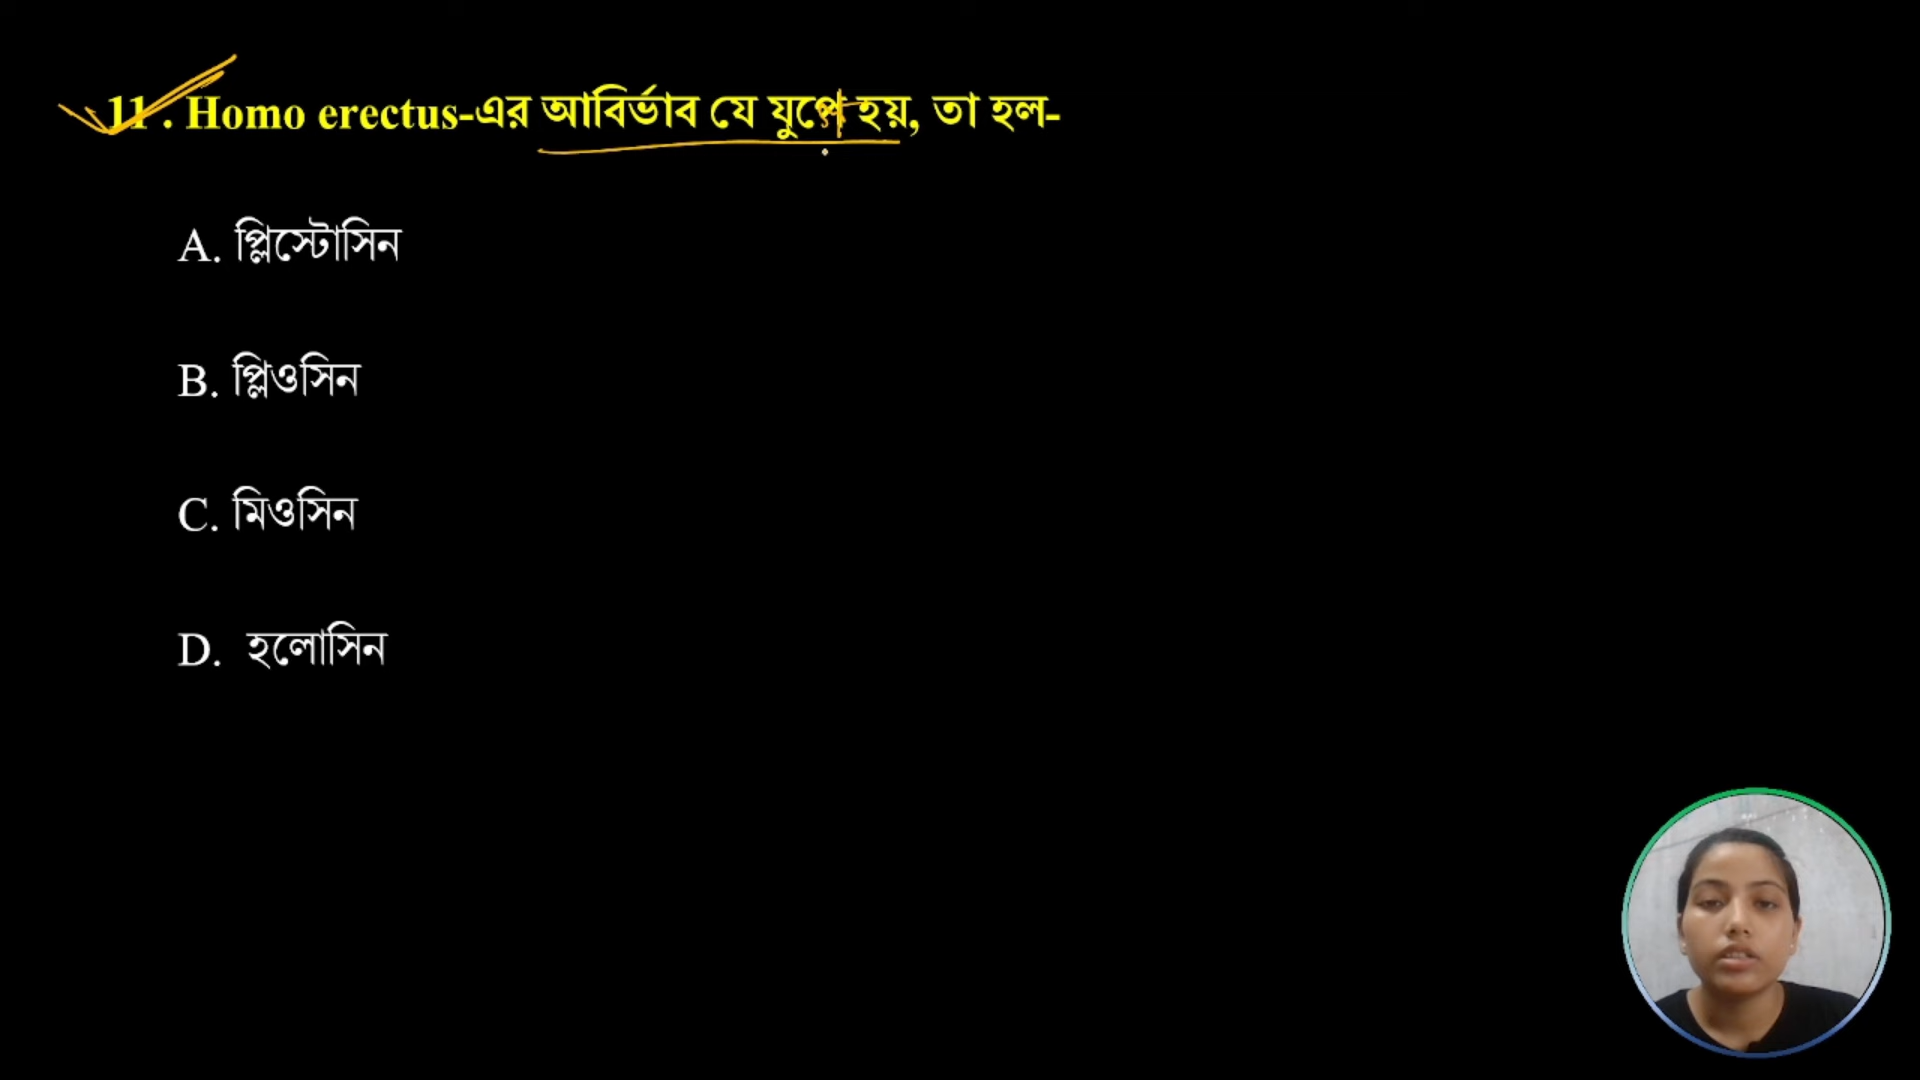 11 . Homo erectus-এর আবির্ভাব যে যুগে হয়, তা হল-
A. প্লিস্টোসিন
B. প্লিওসিন
C. মিওসিন
D. হলোসিন